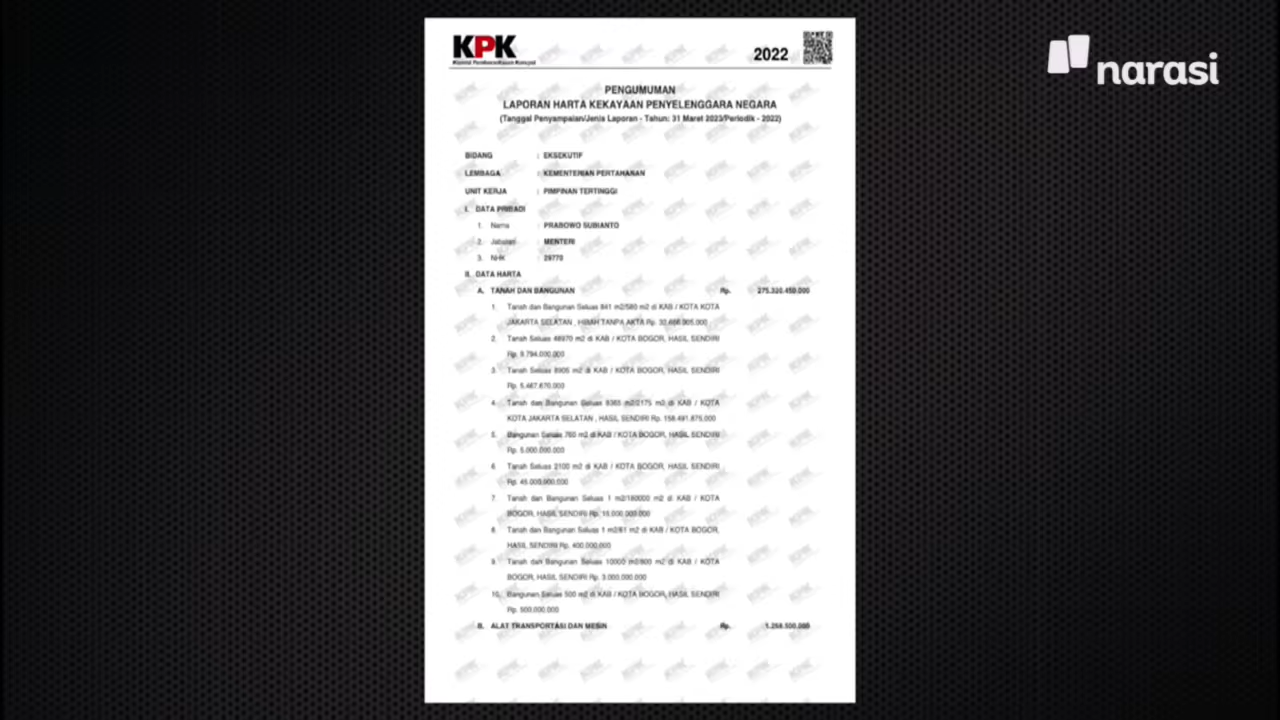 KPK
Komisi Pemberantasan Korupsi
2022
narasi
PENGUMUMAN
LAPORAN HARTA KEKAYAAN PENYELENGGARA NEGARA
(Tanggal Penyampaian/Jenis Laporan - Tahun: 31 Maret 2023/Periodik - 2022)
BIDANG : EKSEKUTIF
LEMBAGA : KEMENTERIAN PERTAHANAN
UNIT KERJA : PIMPINAN TERTINGGI
I. DATA PRIBADI
1. Nama : PRABOWO SUBIANTO
2. Jabatan : MENTERI
3. NHK : 29770
II. DATA HARTA
A. TANAH DAN BANGUNAN Rp. 275.320.450.000
1. Tanah dan Bangunan Seluas 841 m2/580 m2 di KAB / KOTA KOTA
JAKARTA SELATAN , HIBAH TANPA AKTA Rp.
2. Tanah Seluas 48970 m2 di KAB / KOTA BOGOR, HASIL SENDIRI
Rp. 9.794.000.000
3. Tanah Seluas m2 di KAB / KOTA BOGOR, HASIL SENDIRI
Rp. 5.467.670.000
4. Tanah dan Bangunan Seluas 8365 m2/2175 m2 di KAB / KOTA
KOTA JAKARTA SELATAN , HASIL SENDIRI Rp. 158.491.875.000
5. Bangunan Seluas 760 m2 di KAB / KOTA BOGOR, HASIL SENDIRI
Rp. 5.000.000.000
6. Tanah Seluas 2100 m2 di KAB / KOTA BOGOR, HASIL SENDIRI
Rp.
7. Tanah dan Bangunan Seluas 1 m2/180000 m2 di KAB / KOTA
BOGOR, HASIL SENDIRI Rp. 15.000.000.000
8. Tanah dan Bangunan Seluas 1 m2/81 m2 di KAB / KOTA BOGOR,
HASIL SENDIRI Rp. 400.000.000
9. Tanah dan Bangunan Seluas 10000 m2/800 m2 di KAB / KOTA
BOGOR, HASIL SENDIRI Rp. 3.000.000.000
10. Bangunan Seluas 500 m2 di KAB / KOTA BOGOR, HASIL SENDIRI
Rp. 500.000.000
B. ALAT TRANSPORTASI DAN MESIN Rp. 1.258.500.000